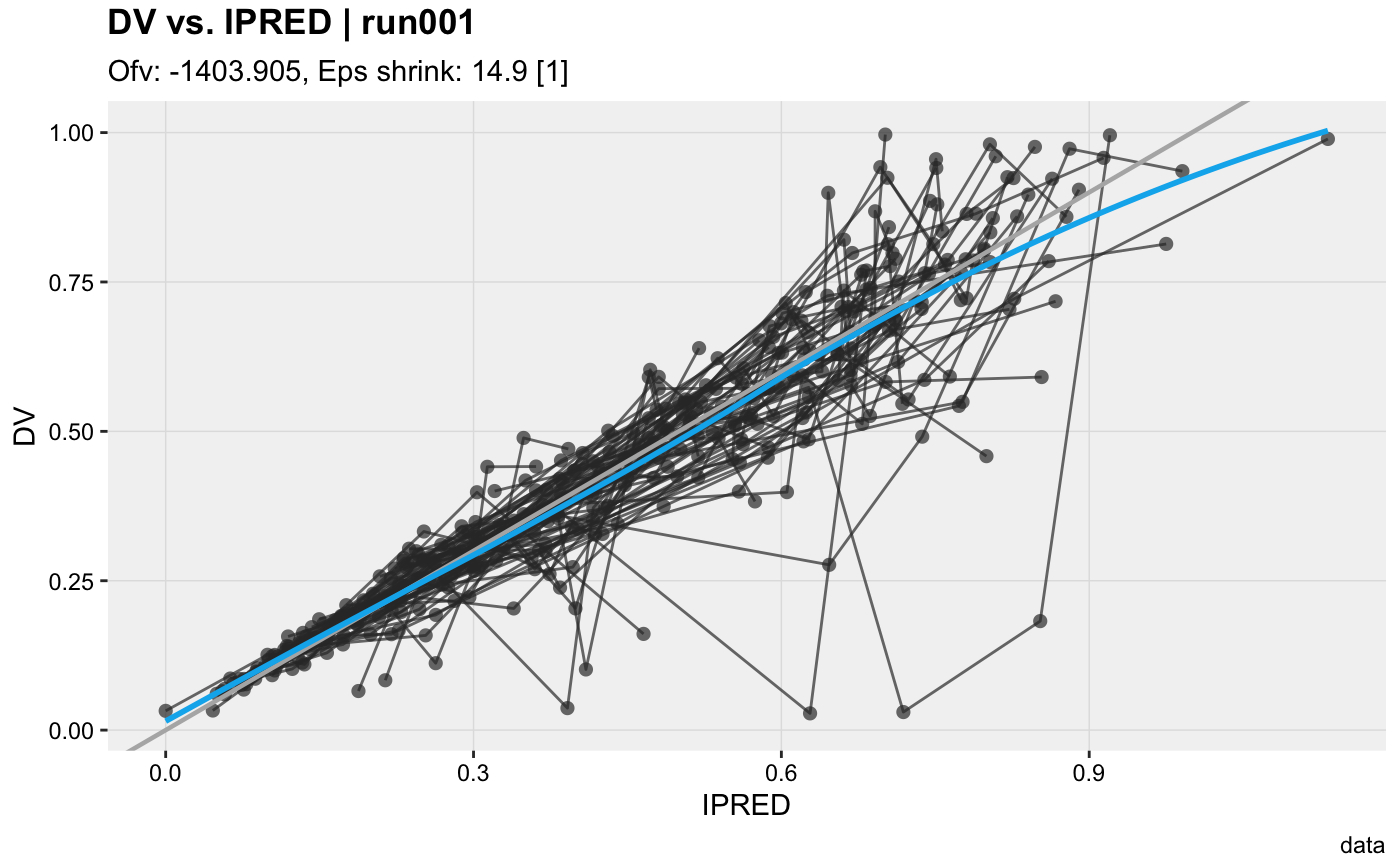 DV vs. IPRED | run001
Ofv: -1403.905, Eps shrink: 14.9 [1]
1.00
0.75
0.50
0.25
0.00
DV
0.0 0.3 0.6 0.9
IPRED
data